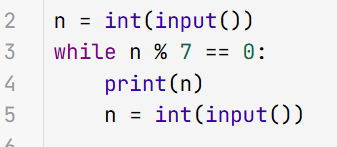 2 n = int(input())
3 while n % 7 == 0:
4     print(n)
5     n = int(input())